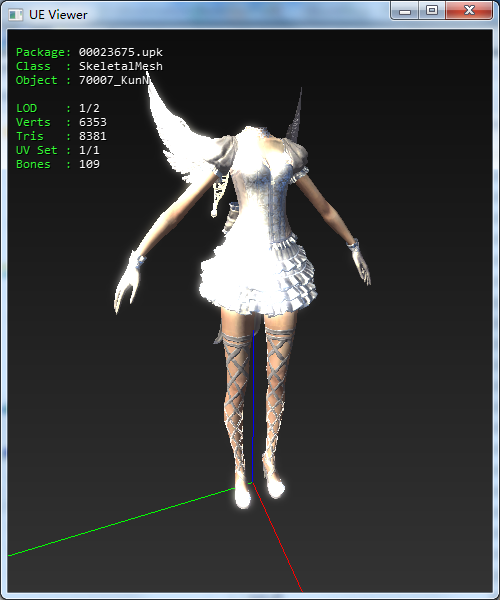 UE Viewer
Package: 00023675.upk
Class : SkeletalMesh
Object : 70007_KunN
LOD : 1/2
Verts : 6353
Tris : 8381
UV Set : 1/1
Bones : 109